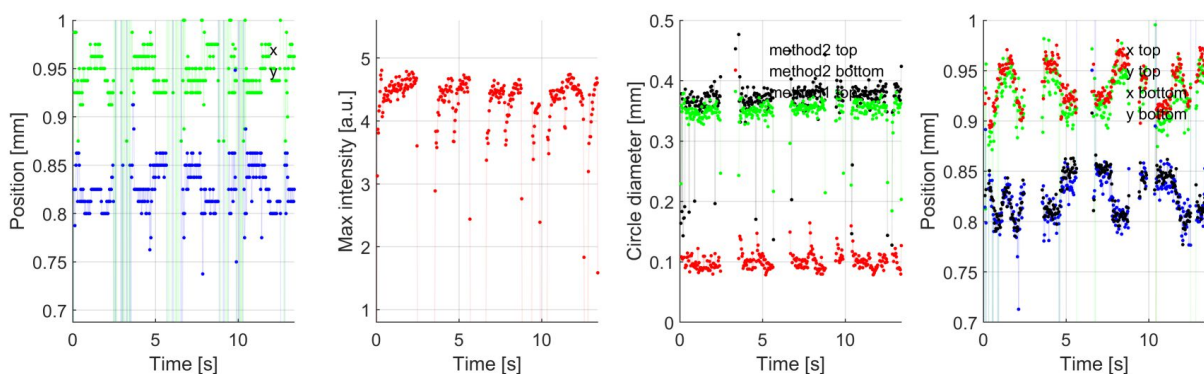 1
0.95
0.9
0.85
0.8
0.75
0.7
Position [mm]
0
5
10
Time [s]
x
y
5
4
3
2
1
Max intensity [a.u.]
0
5
10
Time [s]
0.5
0.4
0.3
0.2
0.1
0
Circle diameter [mm]
0
5
10
Time [s]
method2 top
method2 bottom
method1 top
1
0.95
0.9
0.85
0.8
0.75
0.7
Position [mm]
0
5
10
Time [s]
x top
y top
x bottom
y bottom